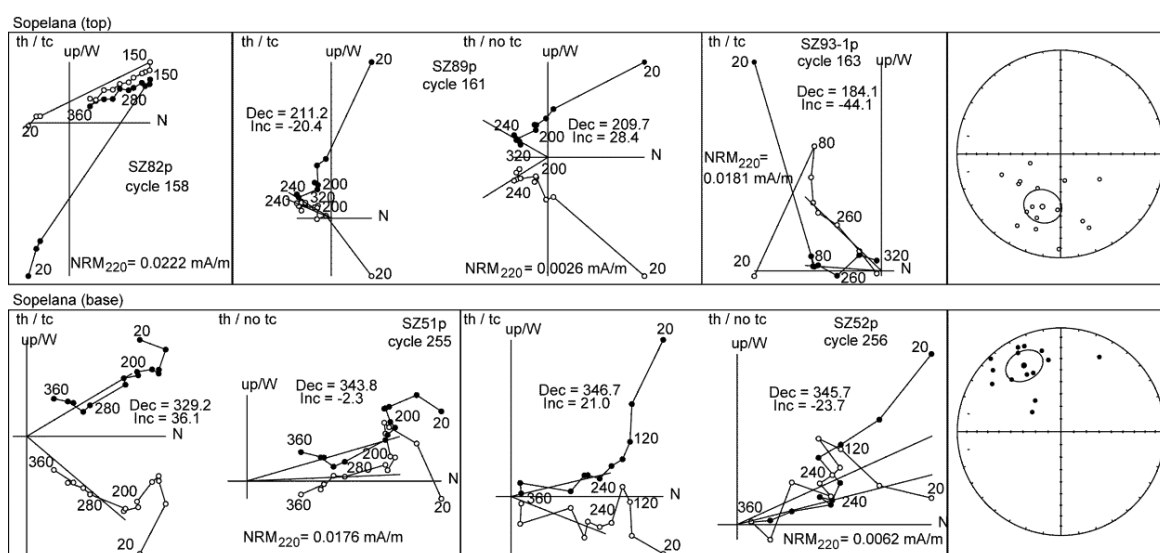 Sopelana (top)
th / tc
up/W
150
150
280
360
20
N
SZ82p
cycle 158
20
NRM220= 0.0222 mA/m
th / tc
up/W
20
Dec = 211.2
Inc = -20.4
240
200
320
240
200
N
20
th / no tc
SZ89p
cycle 161
20
240
200
Dec = 209.7
Inc = 28.4
320
200
N
240
NRM220= 0.0026 mA/m
20
th / tc
SZ93-1p
cycle 163
up/W
20
Dec = 184.1
Inc = -44.1
80
NRM220=
0.0181 mA/m
260
80
320
N
20
260
Sopelana (base)
th / tc
up/W
20
200
360
280
Dec = 329.2
Inc = 36.1
N
360
200
280
20
th / no tc
SZ51p
cycle 255
up/W
Dec = 343.8
Inc = -2.3
20
200
360
200
280
N
360
20
NRM220= 0.0176 mA/m
th / tc
up/W
20
Dec = 346.7
Inc = 21.0
120
240
N
360
240
120
20
th / no tc
SZ52p
cycle 256
up/W
20
Dec = 345.7
Inc = -23.7
120
240
240
20
360
N
NRM220= 0.0062 mA/m